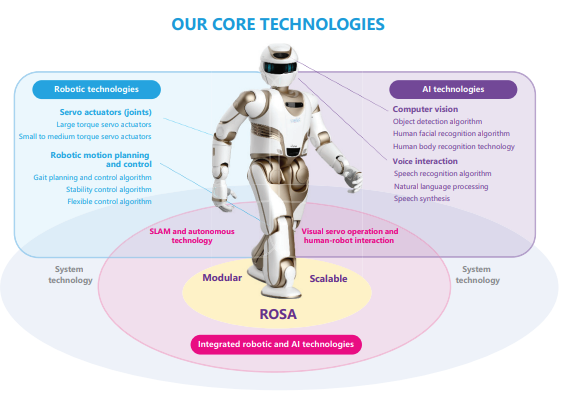 OUR CORE TECHNOLOGIES
Robotic technologies
Servo actuators (joints)
Large torque servo actuators
Small to medium torque servo actuators
Robotic motion planning
and control
Gait planning and control algorithm
Stability control algorithm
Flexible control algorithm
AI technologies
Computer vision
Object detection algorithm
Human facial recognition algorithm
Human body recognition technology
Voice interaction
Speech recognition algorithm
Natural language processing
Speech synthesis
SLAM and autonomous
technology
Visual servo operation and
human-robot interaction
System
technology
System
technology
Modular
Scalable
ROSA
Integrated robotic and AI technologies